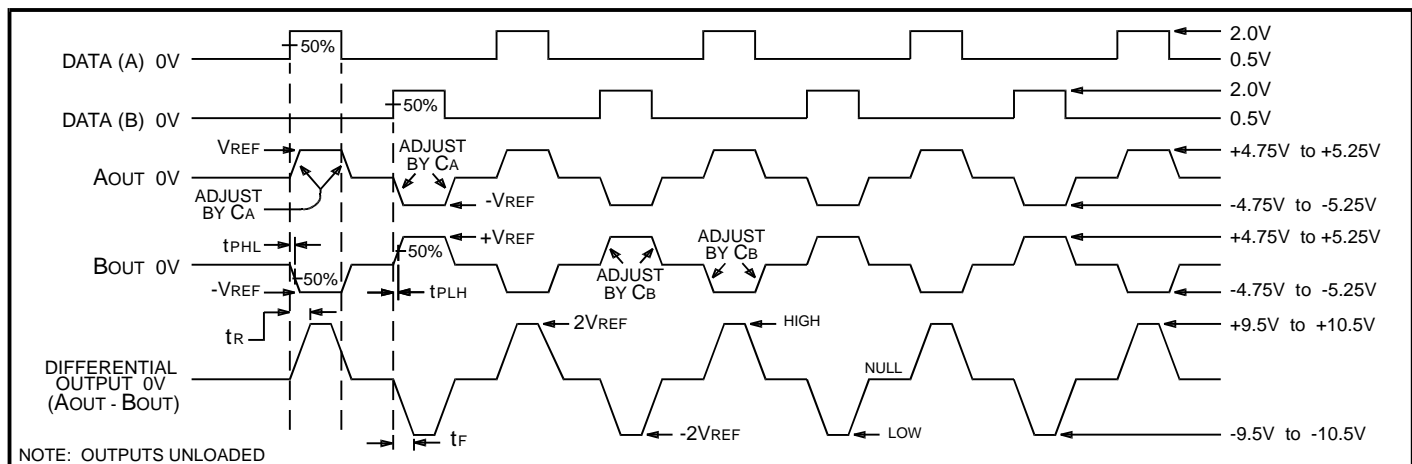 50%
2.0V
DATA (A) 0V
0.5V
50%
2.0V
DATA (B) 0V
0.5V
VREF
ADJUST
BY CA
+4.75V to +5.25V
AOUT 0V
ADJUST
BY CA
-VREF
-4.75V to -5.25V
tPHL
50%
+VREF
ADJUST
BY CB
+4.75V to +5.25V
BOUT 0V
50%
ADJUST
BY CB
-VREF
tPLH
-4.75V to -5.25V
tR
2VREF
HIGH
+9.5V to +10.5V
DIFFERENTIAL
OUTPUT 0V
(AOUT - BOUT)
NULL
tF
-2VREF
LOW
-9.5V to -10.5V
NOTE: OUTPUTS UNLOADED